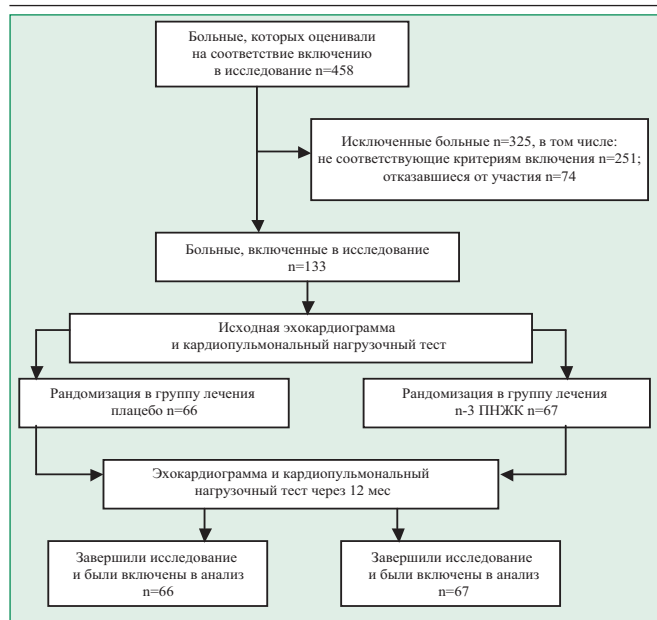 Больные, которых оценивали
на соответствие включению
в исследование n=458
Исключенные больные n=325, в том числе:
не соответствующие критериям включения n=251;
отказавшиеся от участия n=74
Больные, включенные в исследование
n=133
Исходная эхокардиограмма
и кардиопульмональный нагрузочный тест
Рандомизация в группу лечения
плацебо n=66
Рандомизация в группу лечения
n-3 ПНЖК n=67
Эхокардиограмма и кардиопульмональный
нагрузочный тест через 12 мес
Завершили исследование
и были включены в анализ
n=66
Завершили исследование
и были включены в анализ
n=67